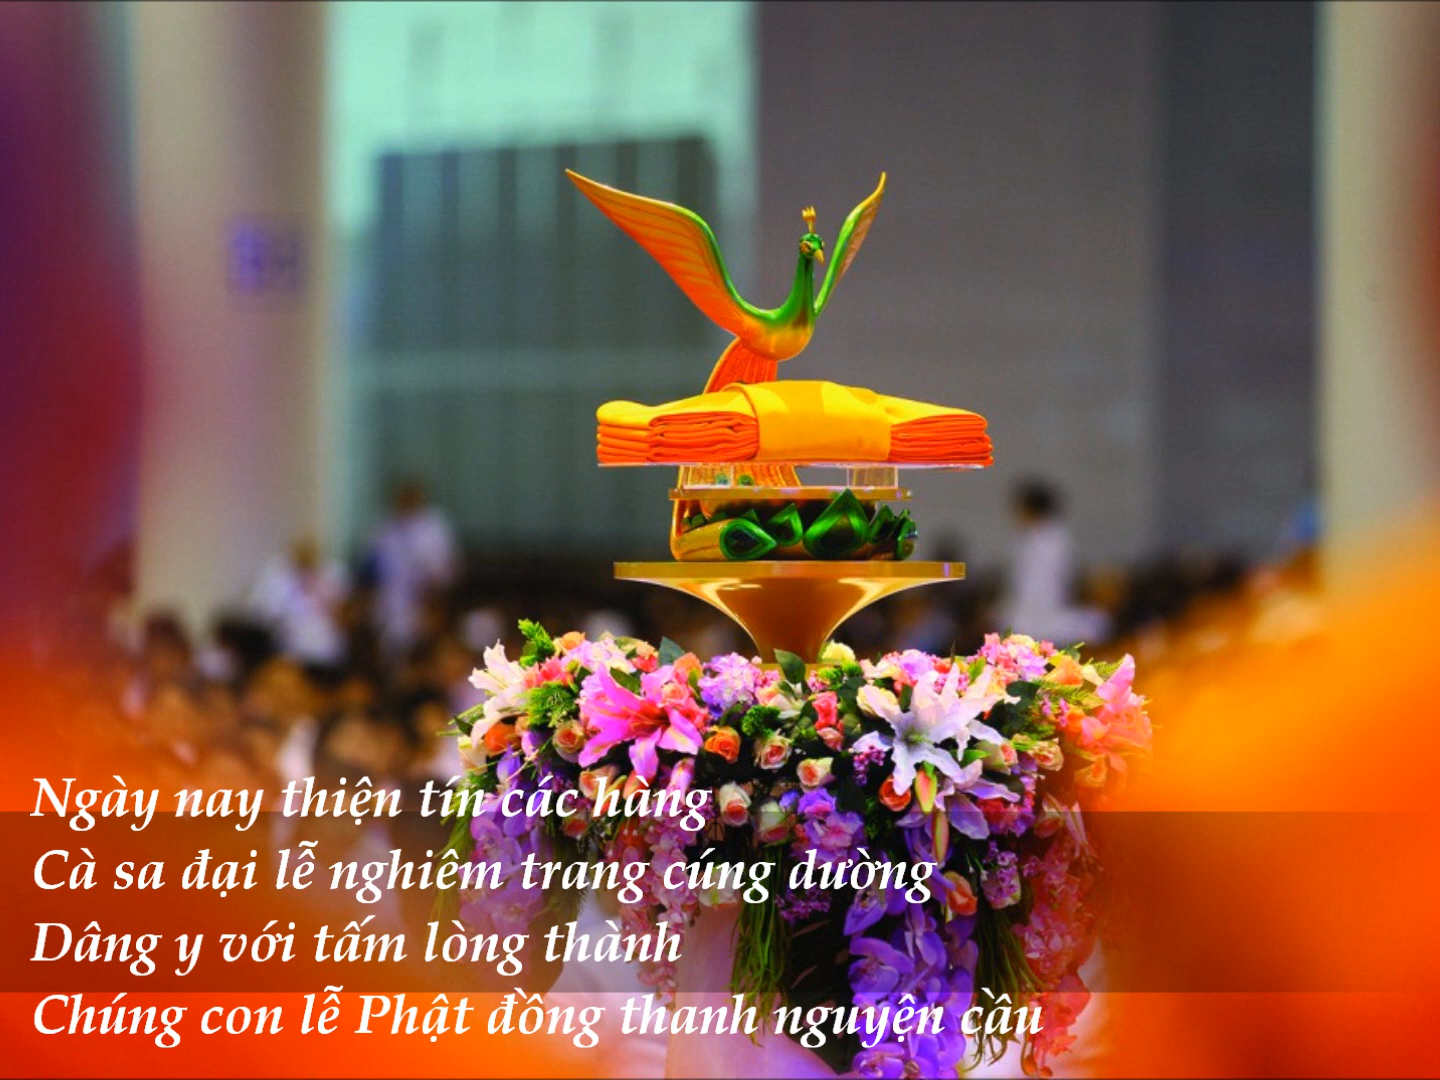 Ngày nay thiện tín các hàng
Cà sa đại lễ nghiêm trang cúng dường
Dâng y với tấm lòng thành
Chúng con lễ Phật đồng thanh nguyện cầu